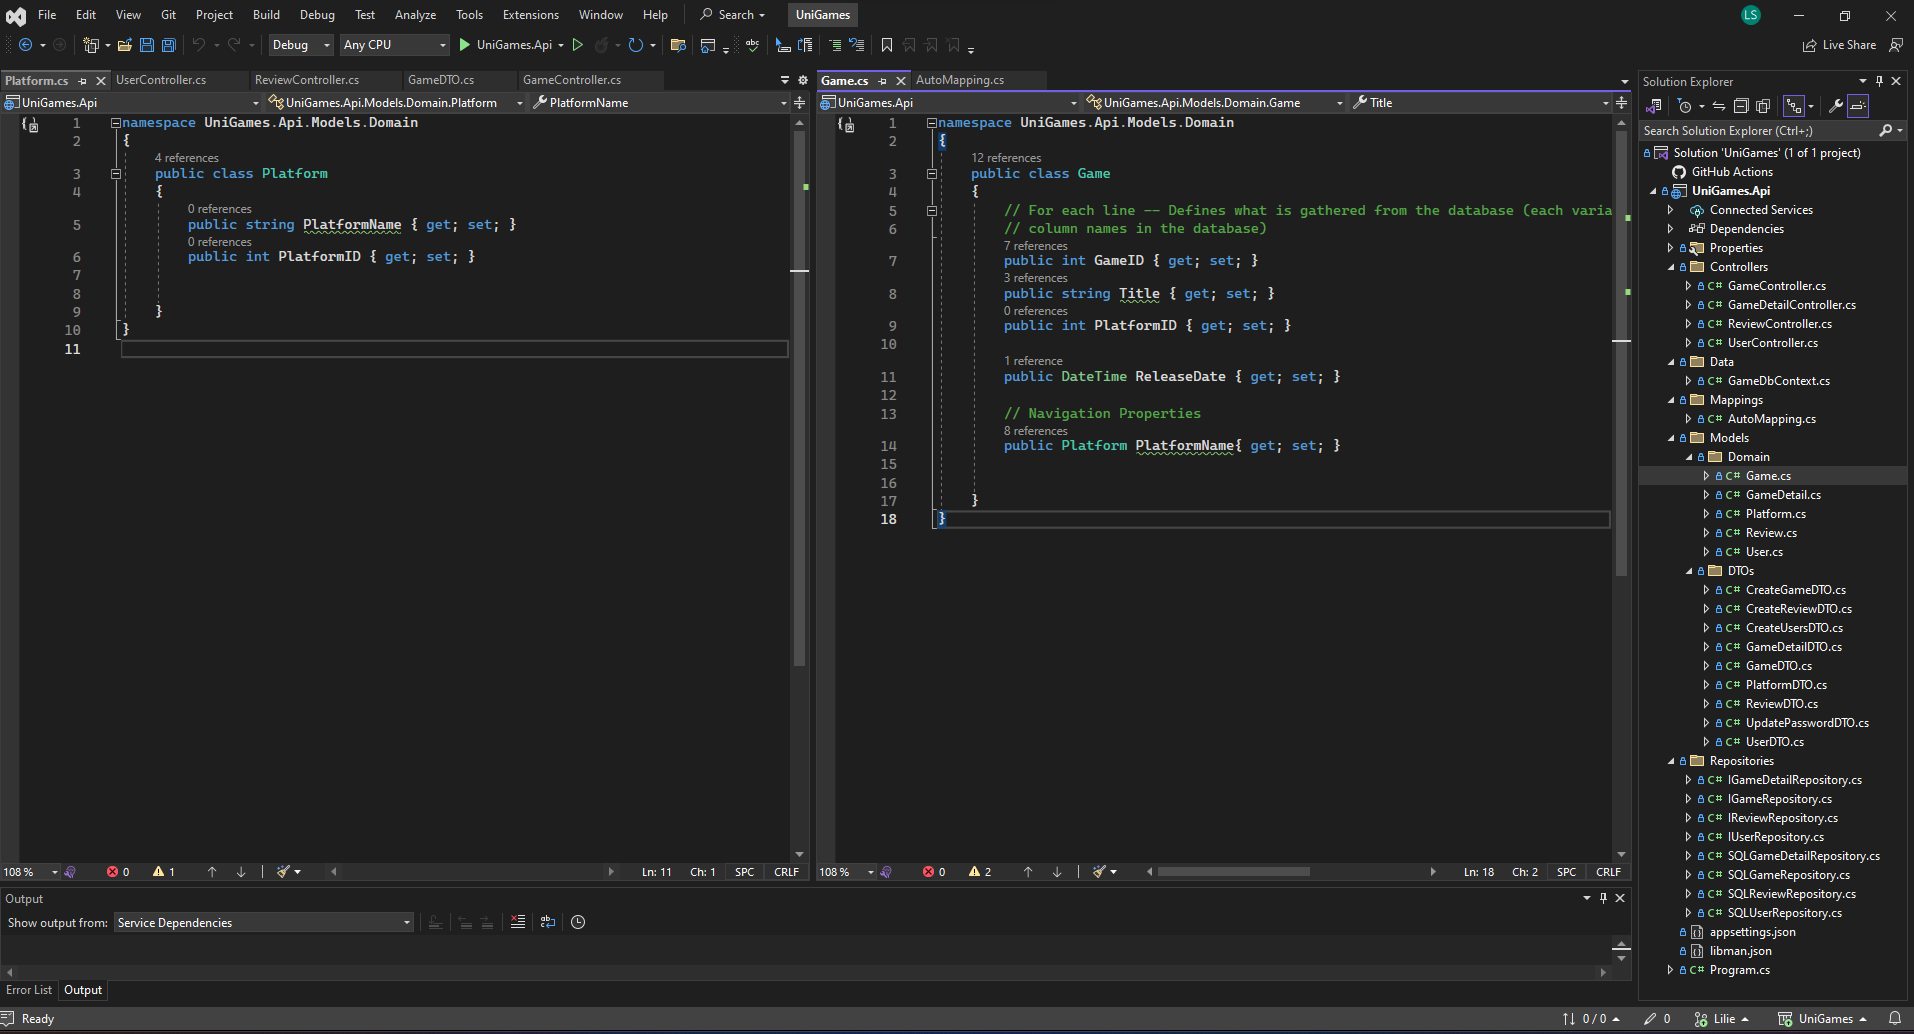 File Edit View Git Project Build Debug Test Analyze Tools Extensions Window Help Search UniGames LS
Debug Any CPU UniGames.Api Live Share
Platform.cs UserController.cs ReviewController.cs GameDTO.cs GameController.cs
UniGames.Api UniGames.Api.Models.Domain.Platform PlatformName
1 namespace UniGames.Api.Models.Domain
2 {
4 references
3 public class Platform
4 {
0 references
5 public string PlatformName { get; set; }
0 references
6 public int PlatformID { get; set; }
7
8
9 }
10 }
11
108 % 0 1 Ln: 11 Ch: 1 SPC CRLF
Game.cs AutoMapping.cs
UniGames.Api UniGames.Api.Models.Domain.Game Title
1 namespace UniGames.Api.Models.Domain
2 {
12 references
3 public class Game
4 {
5 // For each line -- Defines what is gathered from the database (each varia
6 // column names in the database)
7 references
7 public int GameID { get; set; }
3 references
8 public string Title { get; set; }
0 references
9 public int PlatformID { get; set; }
10
1 reference
11 public DateTime ReleaseDate { get; set; }
12
13 // Navigation Properties
8 references
14 public Platform PlatformName{ get; set; }
15
16
17 }
18 }
108 % 0 2 Ln: 18 Ch: 2 SPC CRLF
Output
Show output from: Service Dependencies
Error List Output
Solution Explorer
Search Solution Explorer (Ctrl+;)
Solution 'UniGames' (1 of 1 project)
GitHub Actions
UniGames.Api
Connected Services
Dependencies
Properties
Controllers
C# GameController.cs
C# GameDetailController.cs
C# ReviewController.cs
C# UserController.cs
Data
C# GameDbContext.cs
Mappings
C# AutoMapping.cs
Models
Domain
C# Game.cs
C# GameDetail.cs
C# Platform.cs
C# Review.cs
C# User.cs
DTOs
C# CreateGameDTO.cs
C# CreateReviewDTO.cs
C# CreateUsersDTO.cs
C# GameDetailDTO.cs
C# GameDTO.cs
C# PlatformDTO.cs
C# ReviewDTO.cs
C# UpdatePasswordDTO.cs
C# UserDTO.cs
Repositories
C# IGameDetailRepository.cs
C# IGameRepository.cs
C# IReviewRepository.cs
C# IUserRepository.cs
C# SQLGameDetailRepository.cs
C# SQLGameRepository.cs
C# SQLReviewRepository.cs
C# SQLUserRepository.cs
appsettings.json
libman.json
C# Program.cs
Ready 0 / 0 0 Lilie UniGames